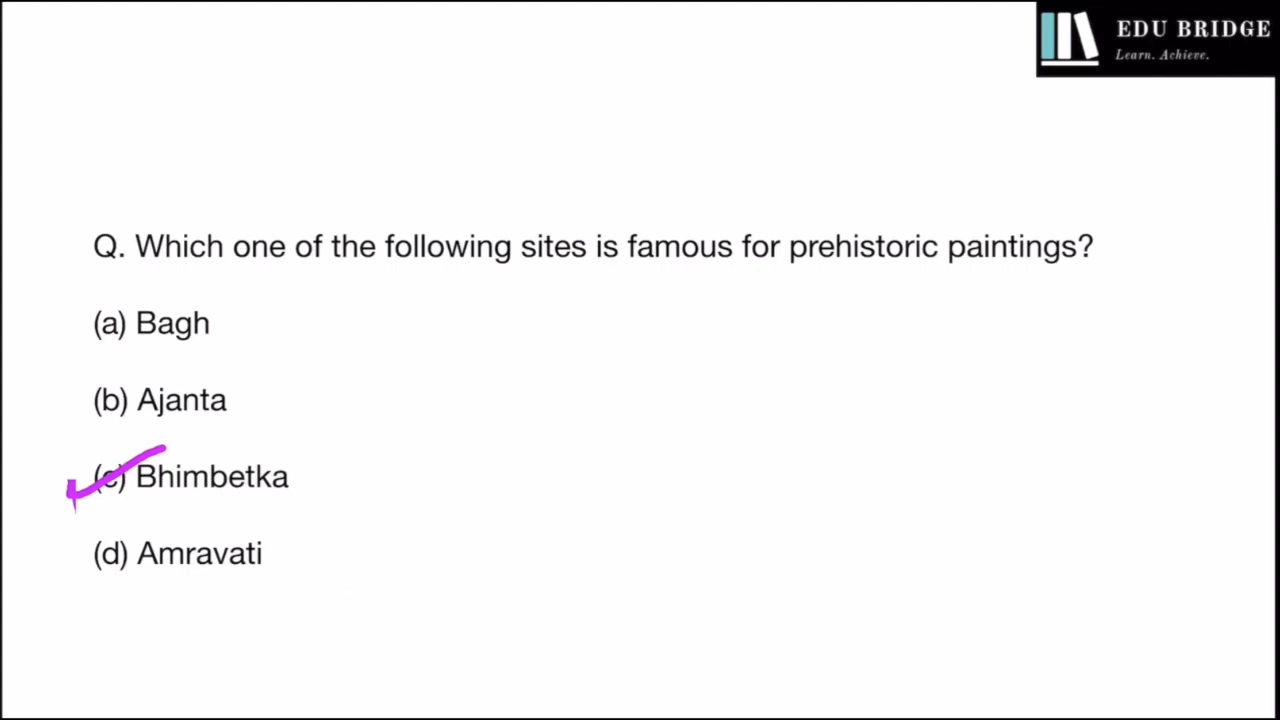 EDU BRIDGE
Learn. Achieve.
Q. Which one of the following sites is famous for prehistoric paintings?
(a) Bagh
(b) Ajanta
(c) Bhimbetka
(d) Amravati